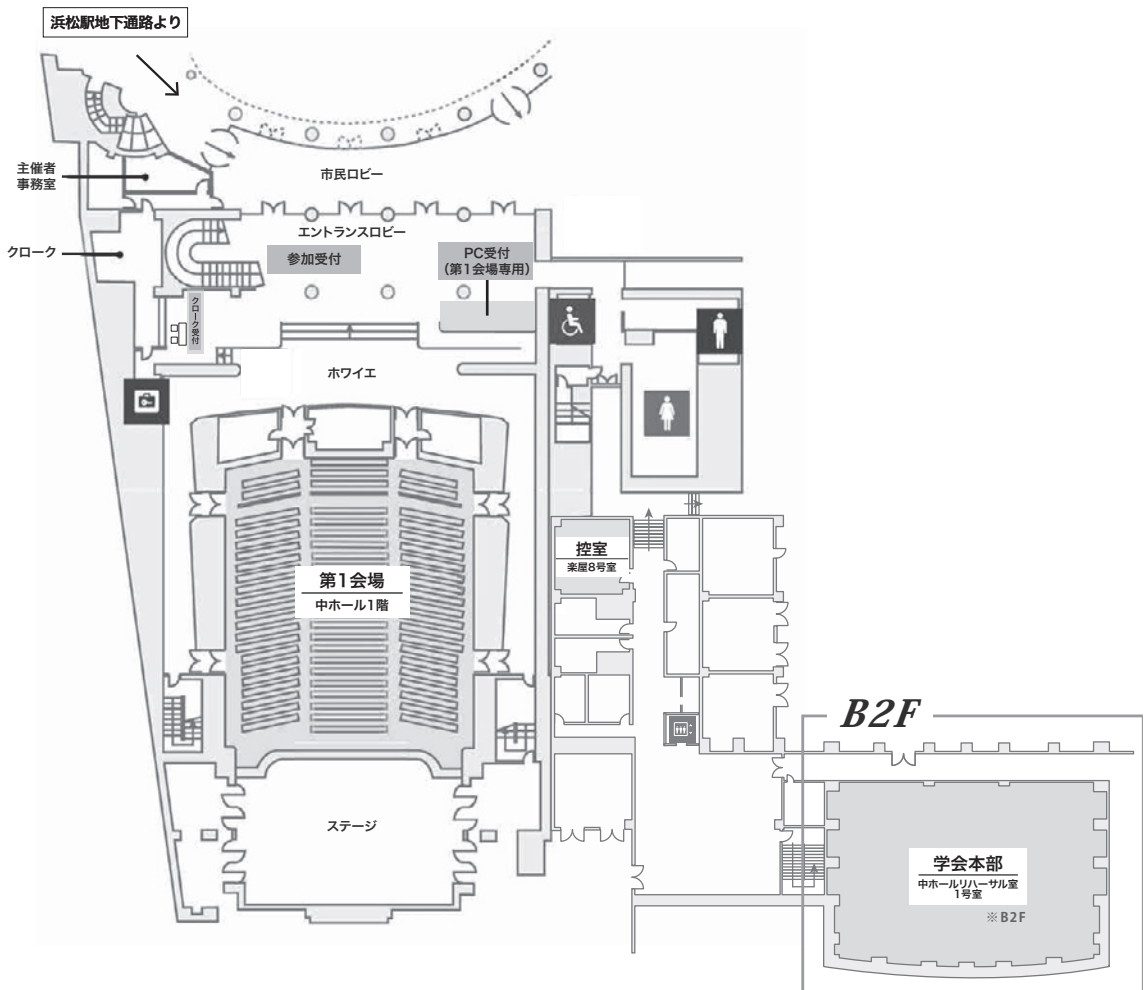 浜松駅地下通路より
主催者
事務室
市民ロビー
エントランスロビー
クローク
参加受付
PC受付
（第1会場専用）
クローク受付
ホワイエ
控室
楽屋8号室
第1会場
中ホール1階
B2F
ステージ
学会本部
中ホールリハーサル室
1号室
※B2F